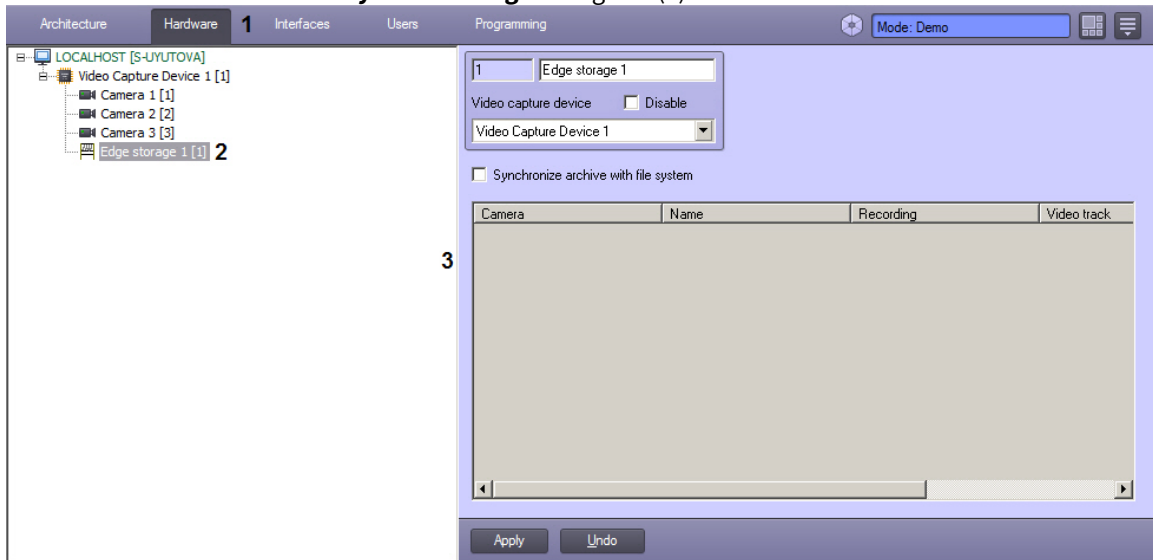 Architecture Hardware 1 Interfaces Users Programming Mode: Demo
LOCALHOST [S-UYUTOVA]
Video Capture Device 1 [1]
Camera 1 [1]
Camera 2 [2]
Camera 3 [3]
Edge storage 1 [1] 2
1 Edge storage 1
Video capture device Disable
Video Capture Device 1
Synchronize archive with file system
Camera Name Recording Video track
3
Apply Undo